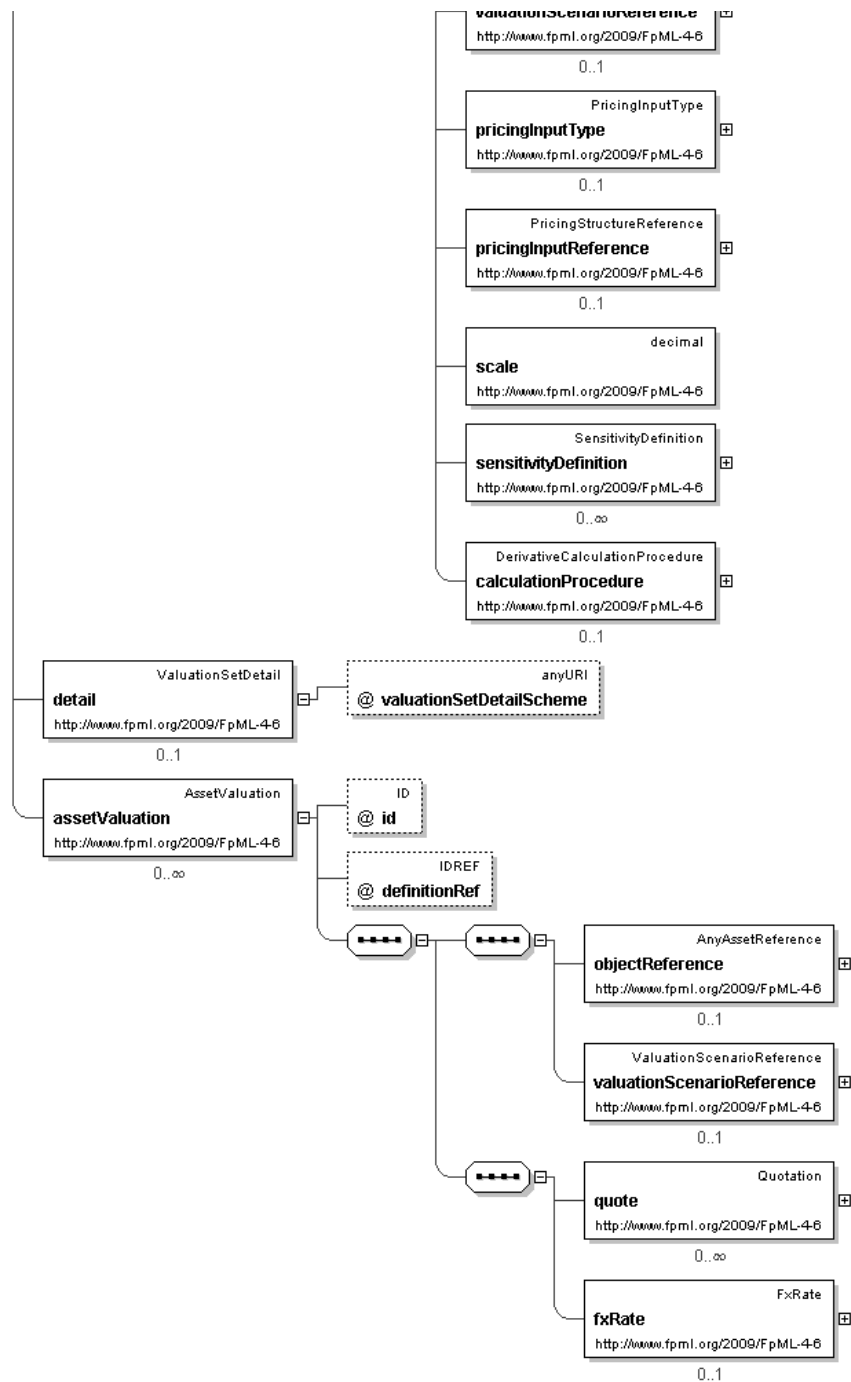 valuationScenarioReference
http://www.fpml.org/2009/FpML-4-6
0..1
PricingInputType
pricingInputType
http://www.fpml.org/2009/FpML-4-6
0..1
PricingStructureReference
pricingInputReference
http://www.fpml.org/2009/FpML-4-6
0..1
decimal
scale
http://www.fpml.org/2009/FpML-4-6
SensitivityDefinition
sensitivityDefinition
http://www.fpml.org/2009/FpML-4-6
0..∞
DerivativeCalculationProcedure
calculationProcedure
http://www.fpml.org/2009/FpML-4-6
0..1
ValuationSetDetail
detail
http://www.fpml.org/2009/FpML-4-6
0..1
anyURI
@ valuationSetDetailScheme
AssetValuation
assetValuation
http://www.fpml.org/2009/FpML-4-6
0..∞
ID
@ id
IDREF
@ definitionRef
AnyAssetReference
objectReference
http://www.fpml.org/2009/FpML-4-6
0..1
ValuationScenarioReference
valuationScenarioReference
http://www.fpml.org/2009/FpML-4-6
0..1
Quotation
quote
http://www.fpml.org/2009/FpML-4-6
0..∞
FxRate
fxRate
http://www.fpml.org/2009/FpML-4-6
0..1